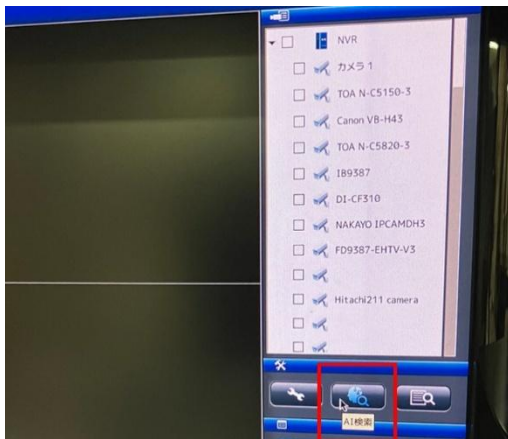 NVR
カメラ 1
TOA N-C5150-3
Canon VB-H43
TOA N-C5820-3
IB9387
DI-CF310
NAKAYO IPCAMDH3
FD9387-EHTV-V3
Hitachi211 camera
AI検索